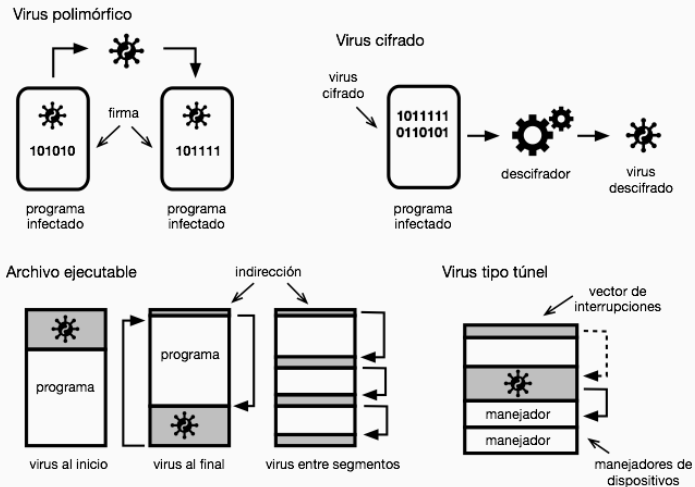 Virus polimórfico
firma
101010
101111
programa
infectado
programa
infectado
Virus cifrado
virus
cifrado
1011111
0110101
programa
infectado
descifrador
virus
descifrado
Archivo ejecutable
indirección
programa
programa
virus al inicio
virus al final
virus entre segmentos
Virus tipo túnel
vector de
interrupciones
manejador
manejador
manejadores de
dispositivos